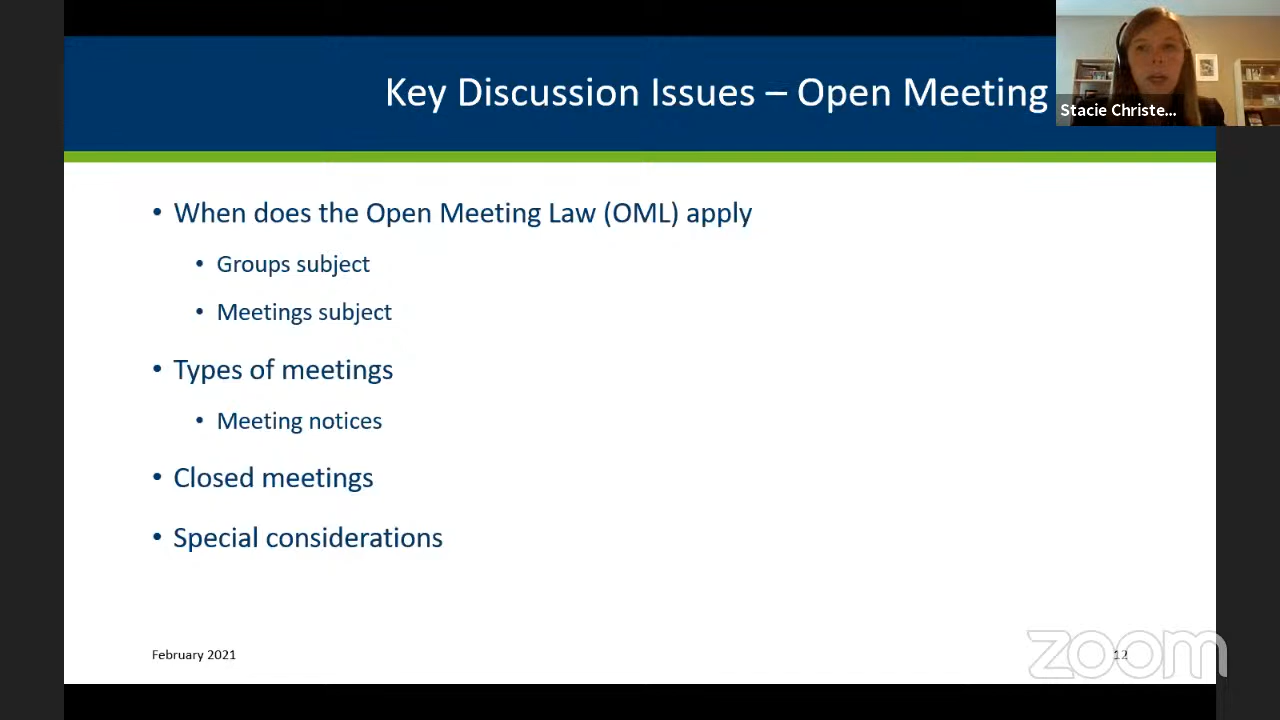 Key Discussion Issues – Open Meeting
Stacie Christe...
• When does the Open Meeting Law (OML) apply
• Groups subject
• Meetings subject
• Types of meetings
• Meeting notices
• Closed meetings
• Special considerations
February 2021
12
zoom